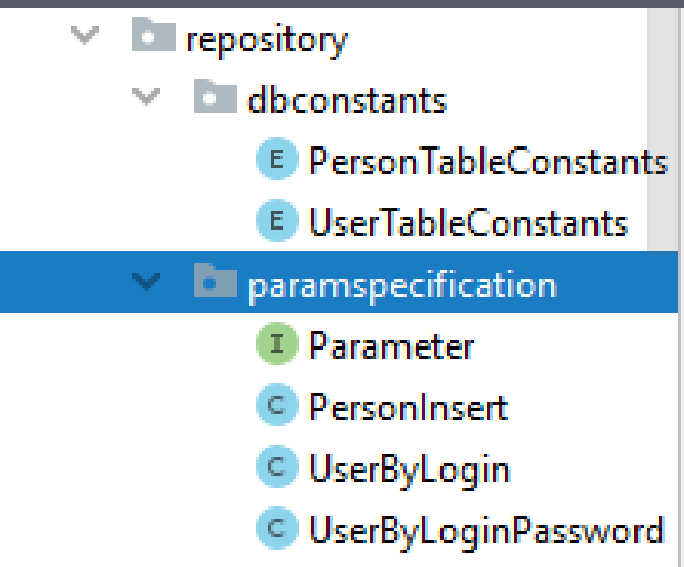 repository
dbconstants
E PersonTableConstants
E UserTableConstants
paramspecification
I Parameter
C PersonInsert
C UserByLogin
C UserByLoginPassword